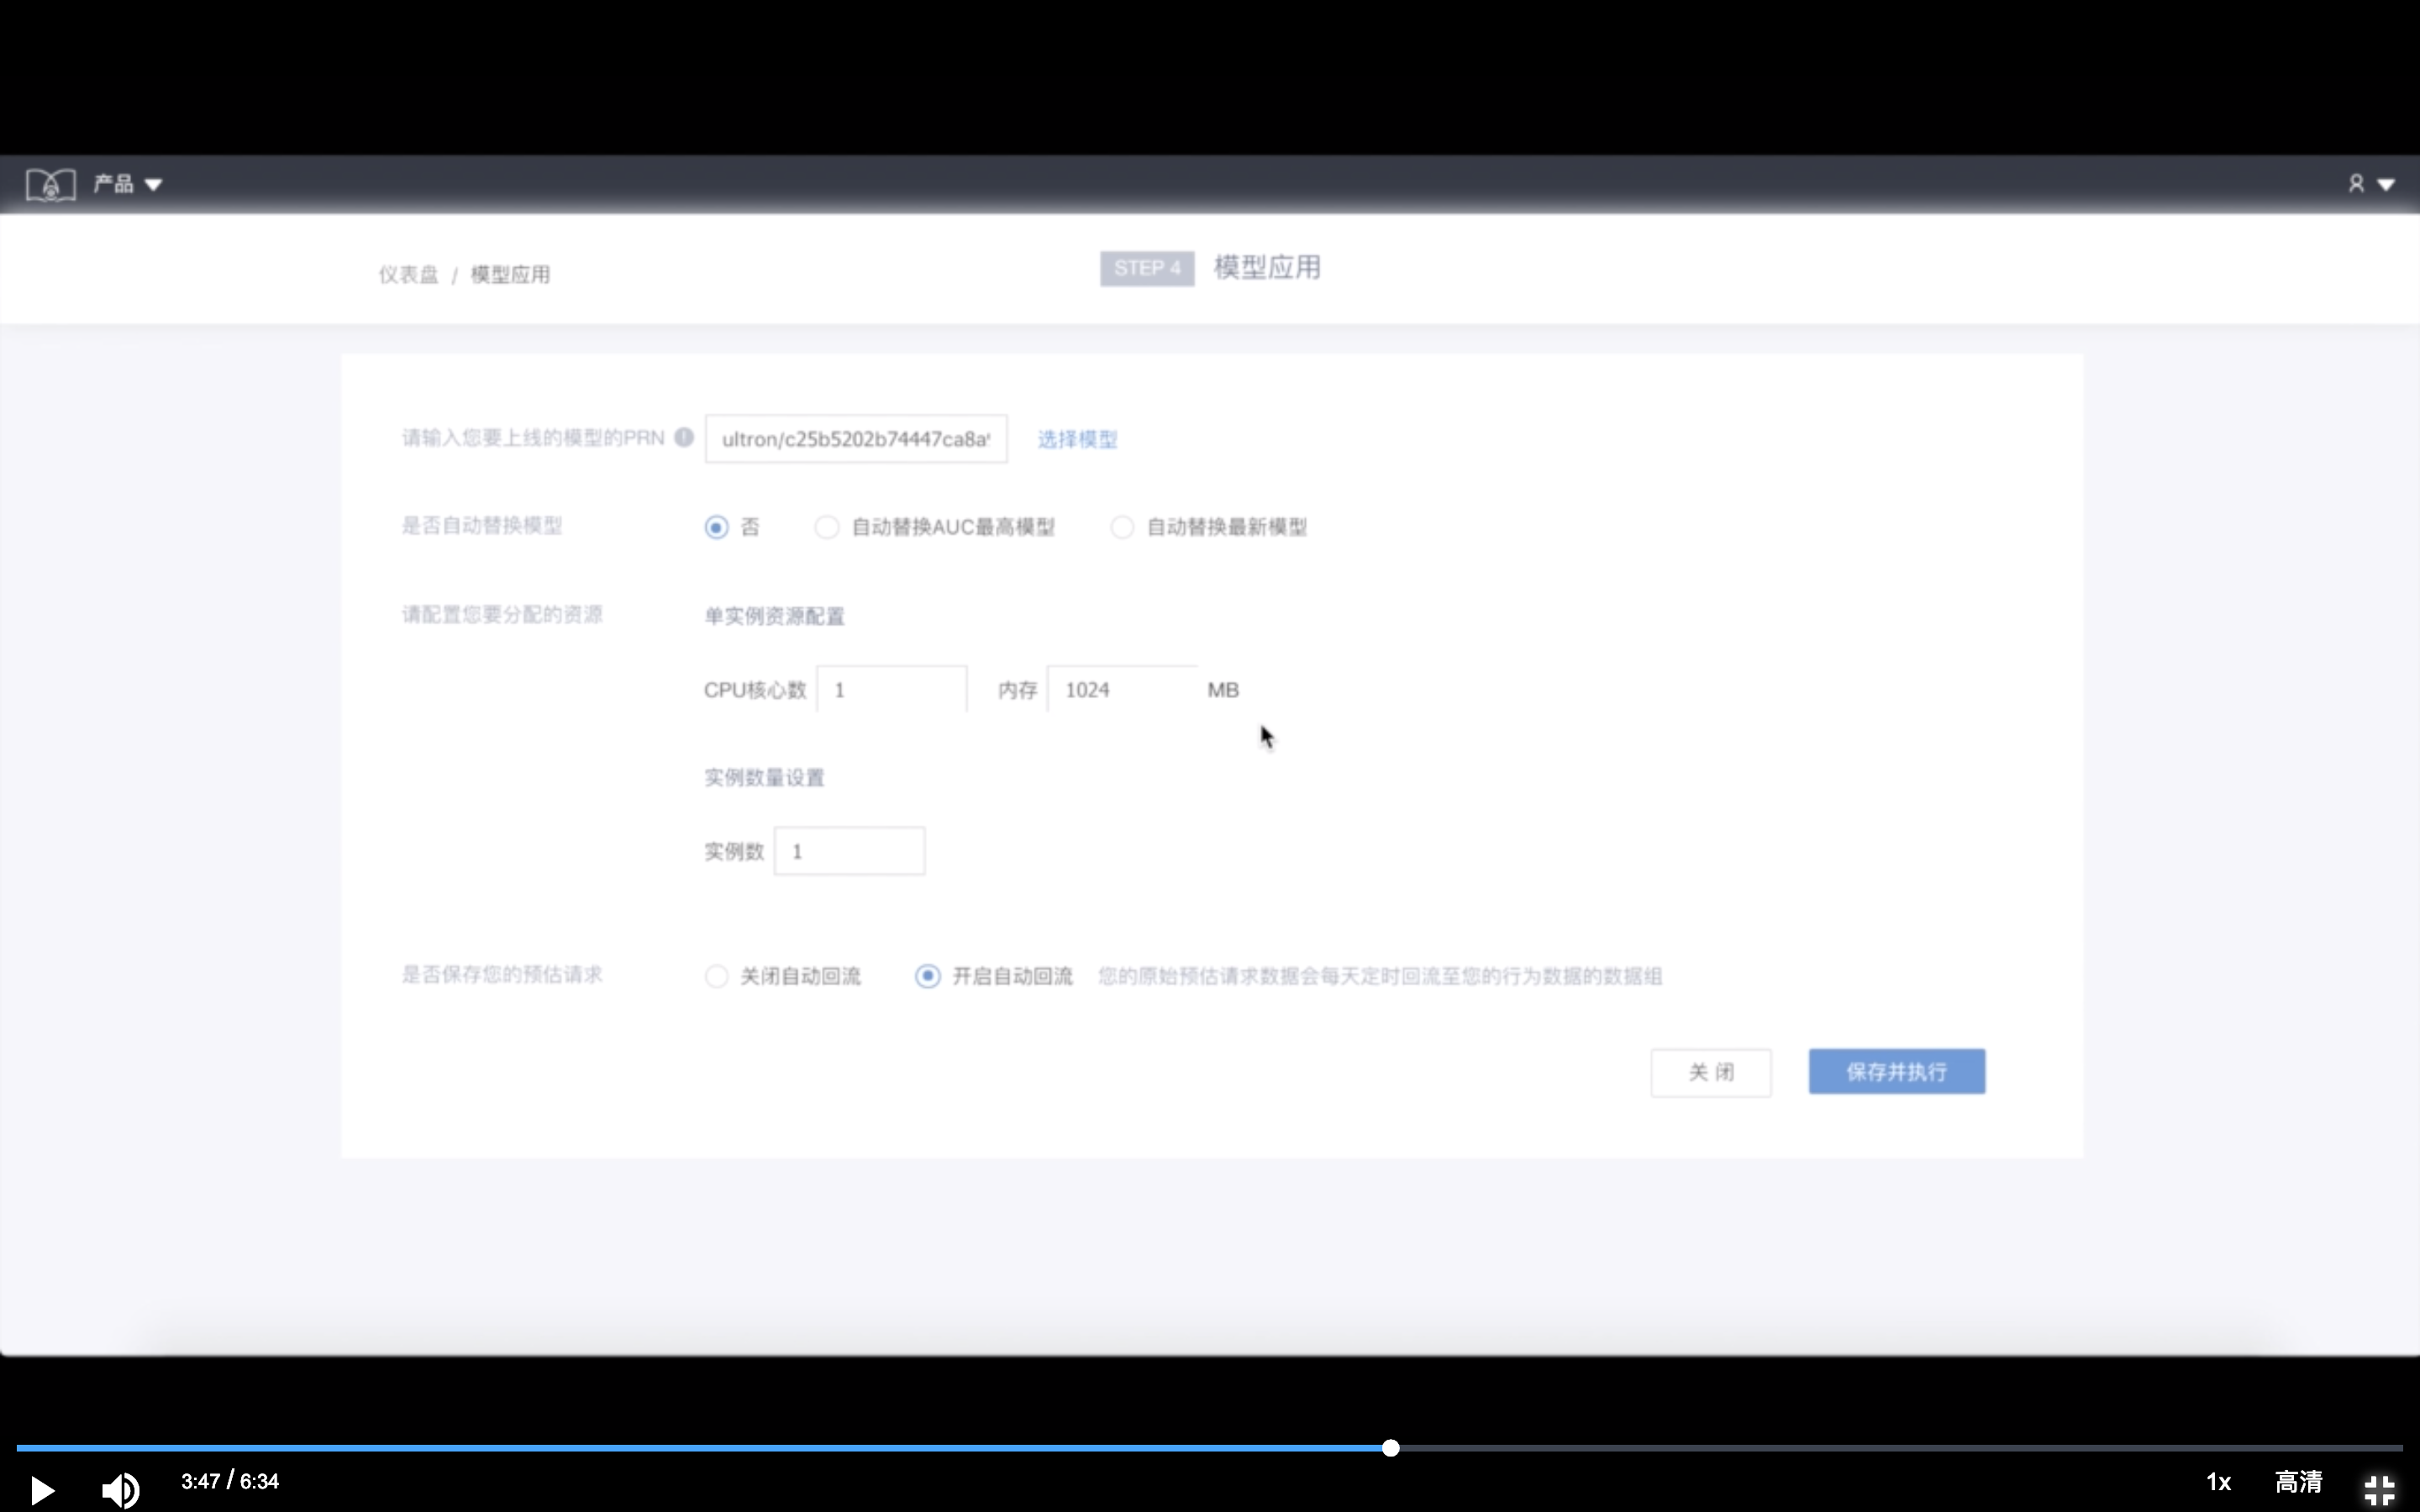 产品
仪表盘 / 模型应用
STEP 4 模型应用
请输入您要上线的模型的PRN ultron/c25b5202b74447ca8a 选择模型
是否自动替换模型 否 自动替换AUC最高模型 自动替换最新模型
请配置您要分配的资源 单实例资源配置
CPU核心数 1 内存 1024 MB
实例数量设置
实例数 1
是否保存您的预估请求 关闭自动回流 开启自动回流 您的原始预估请求数据会每天定时回流至您的行为数据的数据组
关 闭 保存并执行
3:47 / 6:34 1x 高清